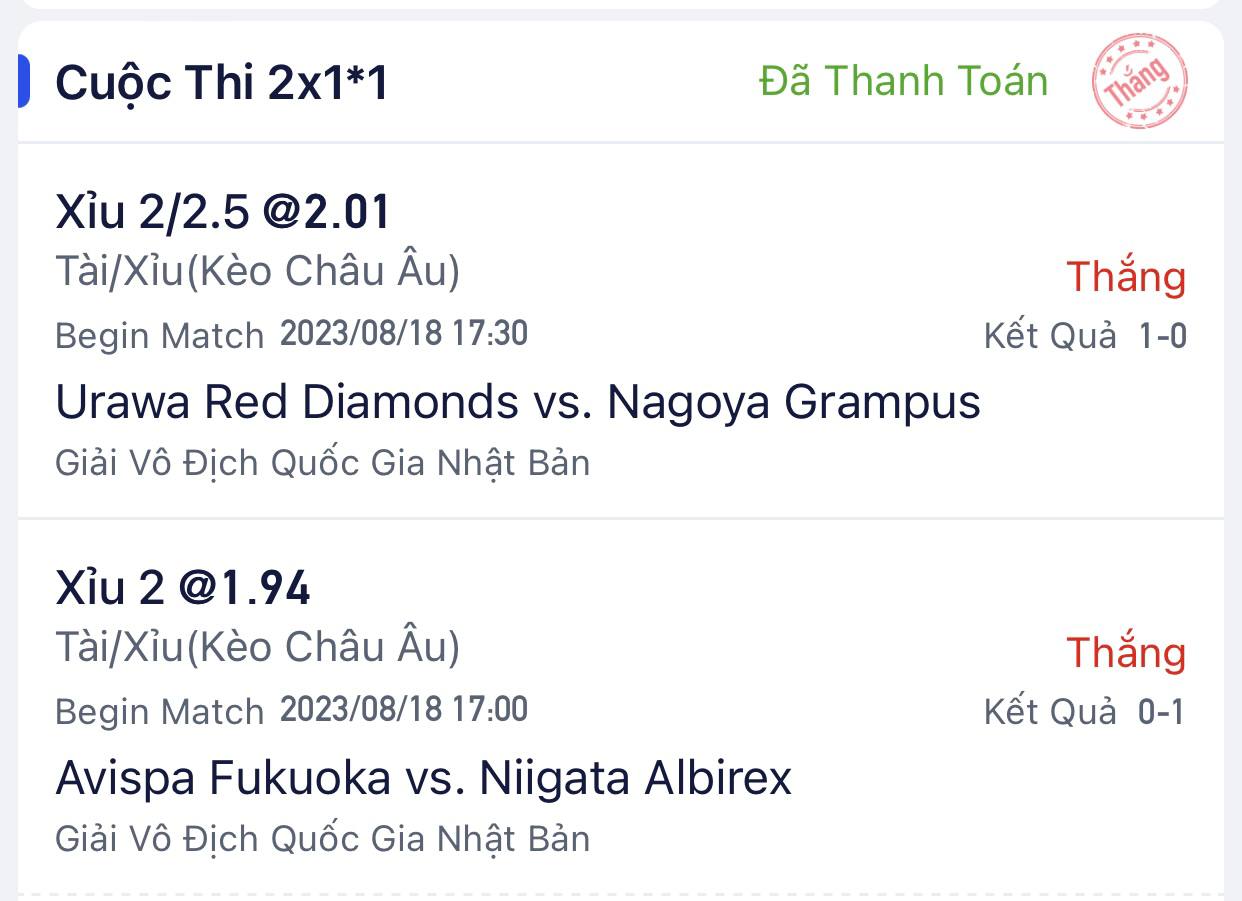 Cuộc Thi 2x1*1
Đã Thanh Toán
Thắng
Xỉu 2/2.5 @2.01
Tài/Xỉu(Kèo Châu Âu)
Thắng
Begin Match 2023/08/18 17:30
Kết Quả 1-0
Urawa Red Diamonds vs. Nagoya Grampus
Giải Vô Địch Quốc Gia Nhật Bản
Xỉu 2 @1.94
Tài/Xỉu(Kèo Châu Âu)
Thắng
Begin Match 2023/08/18 17:00
Kết Quả 0-1
Avispa Fukuoka vs. Niigata Albirex
Giải Vô Địch Quốc Gia Nhật Bản